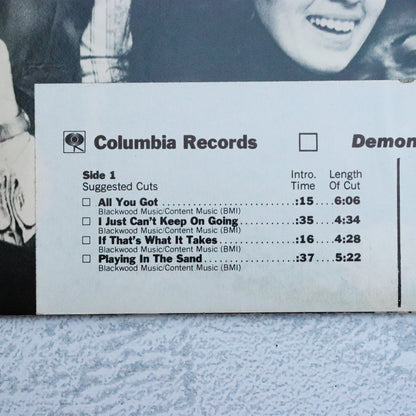 Columbia Records
Demon
Side 1
Suggested Cuts
Intro. Time
Length Of Cut
All You Got :15 6:06
Blackwood Music/Content Music (BMI)
I Just Can't Keep On Going :35 4:34
Blackwood Music/Content Music (BMI)
If That's What It Takes :16 4:28
Blackwood Music/Content Music (BMI)
Playing In The Sand :37 5:22
Blackwood Music/Content Music (BMI)